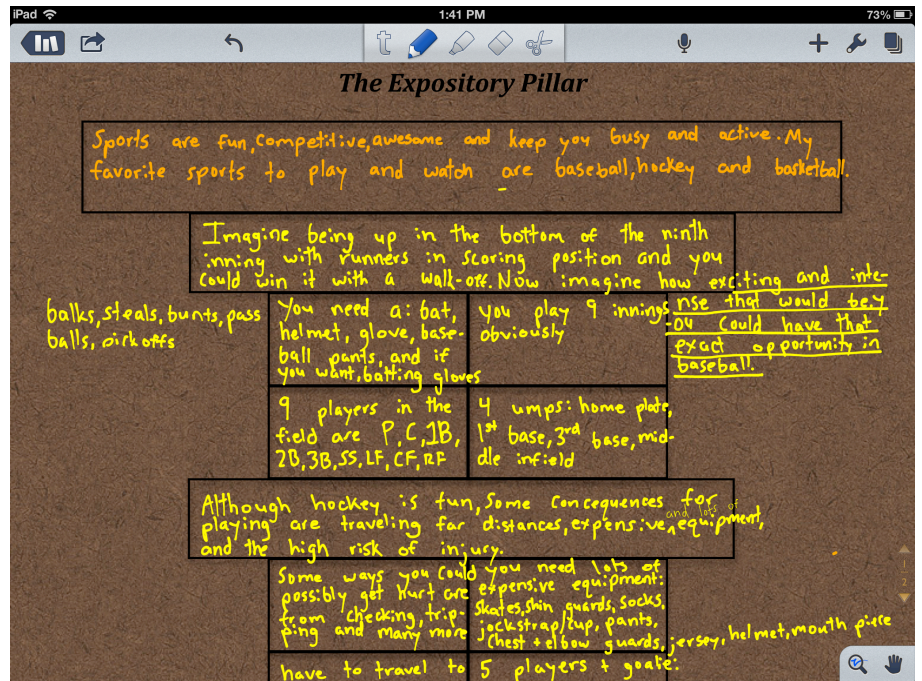 iPad
1:41 PM
73%
t
The Expository Pillar
Sports are fun, competitive, awesome and keep you busy and active. My
favorite sports to play and watch are baseball, hockey and basketball.
Imagine being up in the bottom of the ninth
inning with runners in scoring position and you
could win it with a walk-off. Now imagine how exciting and inte-
nse that would be. y
ou could have that
exact opportunity in
baseball.
balks, steals, bunts, pass
balls, pickoffs
You need a: bat,
helmet, glove, base-
ball pants, and if
you want, batting gloves
you play 9 innings
obviously
9 players in the
field are P, C, 1B,
2B, 3B, SS, LF, CF, RF
4 umps: home plate,
1st base, 3rd base, mid-
dle infield
Although hockey is fun, some concequences for
playing are traveling far distances, expensive ^ and lots of equipment,
and the high risk of injury.
Some ways you could
possibly get hurt are
from checking, trip-
ping and many more
you need lots of
expensive equipment:
skates, shin guards, socks,
jockstrap/cup, pants,
chest + elbow guards, jersey, helmet, mouth piece
have to travel to
5 players + goalie:
1
2